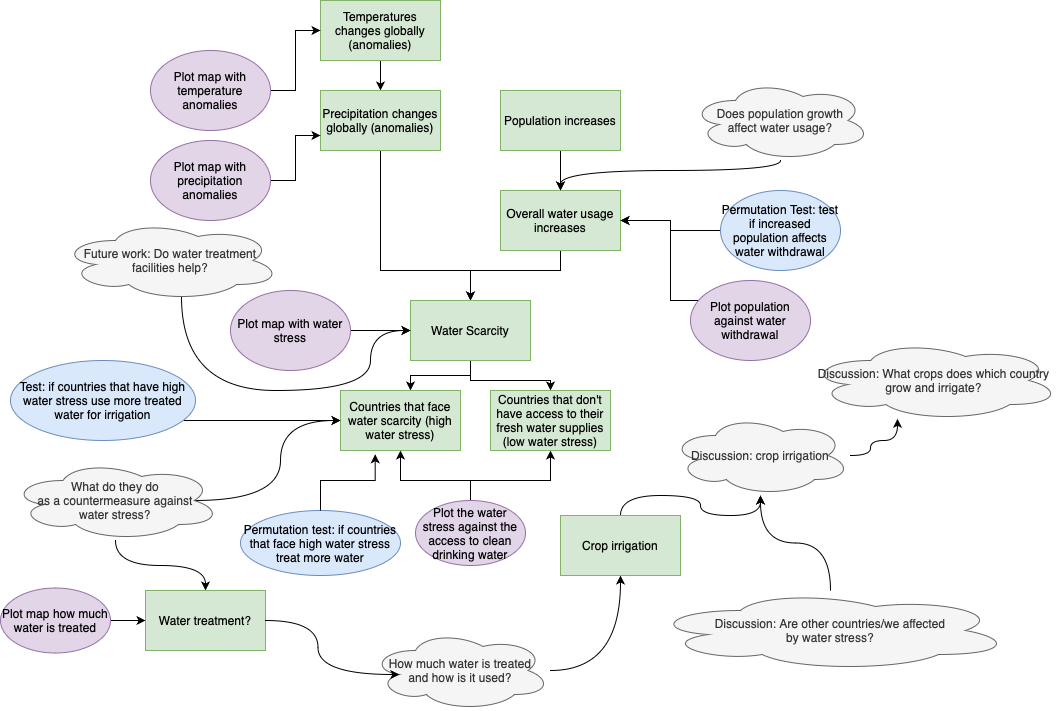 Temperatures
changes globally
(anomalies)
Plot map with
temperature
anomalies
Precipitation changes
globally (anomalies)
Population increases
Does population growth
affect water usage?
Plot map with
precipitation
anomalies
Overall water usage
increases
Permutation Test: test
if increased
population affects
water withdrawal
Future work: Do water treatment
facilities help?
Plot map with water
stress
Water Scarcity
Plot population
against water
withdrawal
Test: if countries that have high
water stress use more treated
water for irrigation
Countries that face
water scarcity (high
water stress)
Countries that don't
have access to their
fresh water supplies
(low water stress)
Discussion: What crops does which country
grow and irrigate?
Discussion: crop irrigation
What do they do
as a countermeasure against
water stress?
Permutation test: if countries
that face high water stress
treat more water
Plot the water
stress against the
access to clean
drinking water
Crop irrigation
Plot map how much
water is treated
Water treatment?
Discussion: Are other countries/we affected
by water stress?
How much water is treated
and how is it used?